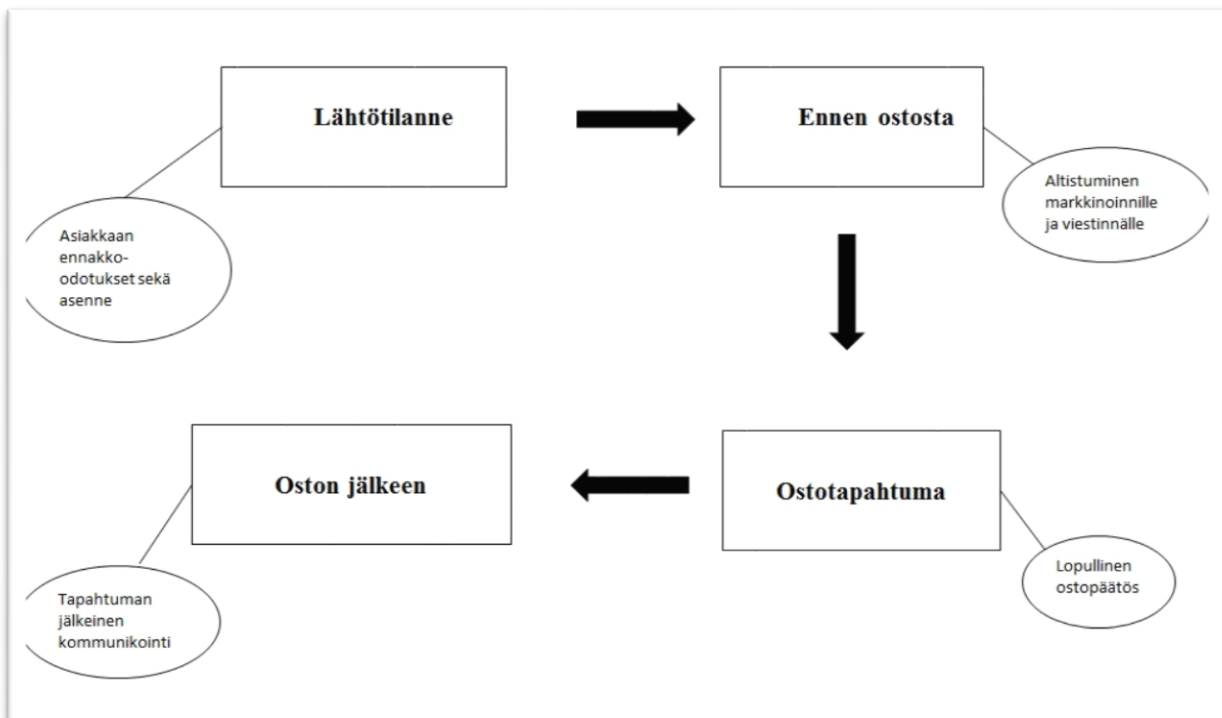 Lähtötilanne
Ennen ostosta
Asiakkaan
ennakko-
odotukset sekä
asenne
Altistuminen
markkinoinnille
ja viestinnälle
Oston jälkeen
Ostotapahtuma
Tapahtuman
jälkeinen
kommunikointi
Lopullinen
ostopäätös